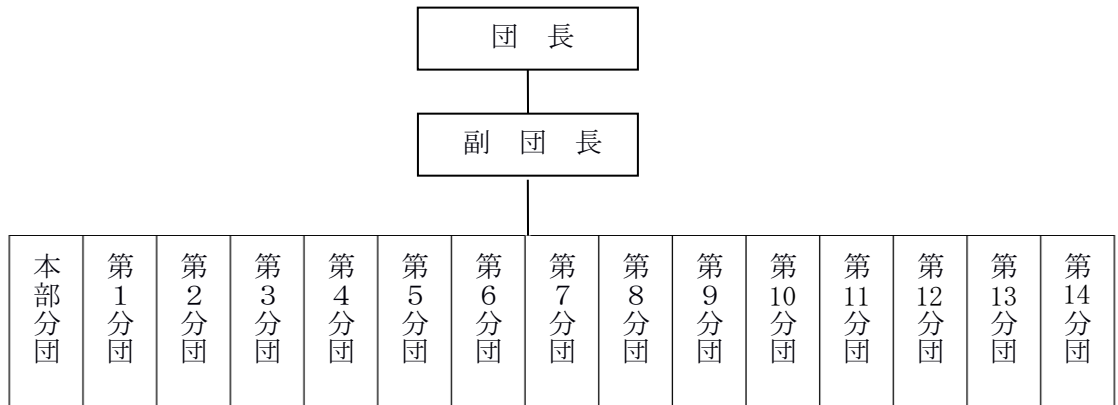 団 長
副 団 長
本部分団
第１分団
第２分団
第３分団
第４分団
第５分団
第６分団
第７分団
第８分団
第９分団
第10分団
第11分団
第12分団
第13分団
第14分団